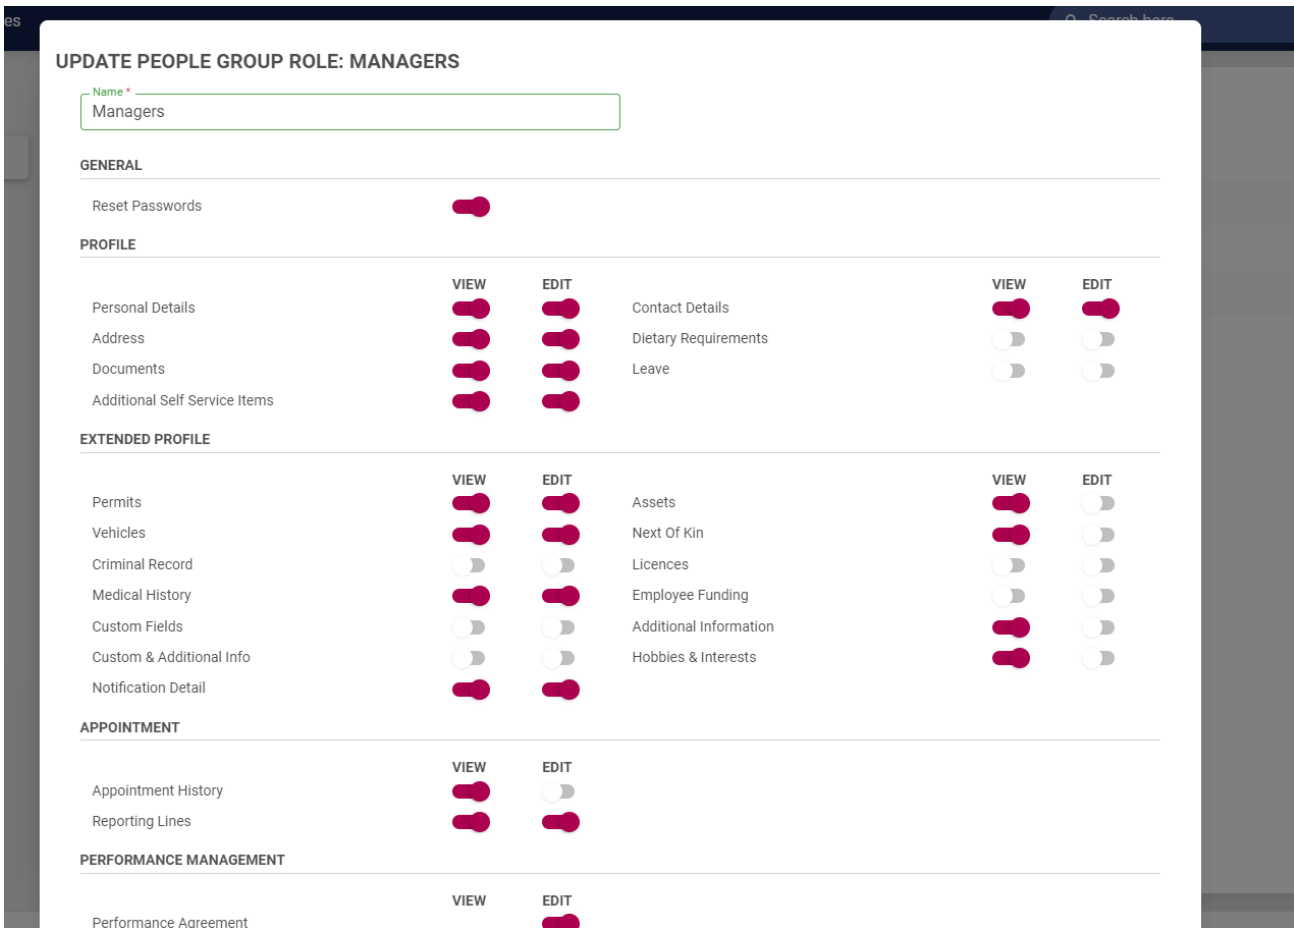 es
Search here
UPDATE PEOPLE GROUP ROLE: MANAGERS
Name *
Managers
GENERAL
Reset Passwords
PROFILE
VIEW EDIT VIEW EDIT
Personal Details Contact Details
Address Dietary Requirements
Documents Leave
Additional Self Service Items
EXTENDED PROFILE
VIEW EDIT VIEW EDIT
Permits Assets
Vehicles Next Of Kin
Criminal Record Licences
Medical History Employee Funding
Custom Fields Additional Information
Custom & Additional Info Hobbies & Interests
Notification Detail
APPOINTMENT
VIEW EDIT
Appointment History
Reporting Lines
PERFORMANCE MANAGEMENT
VIEW EDIT
Performance Agreement